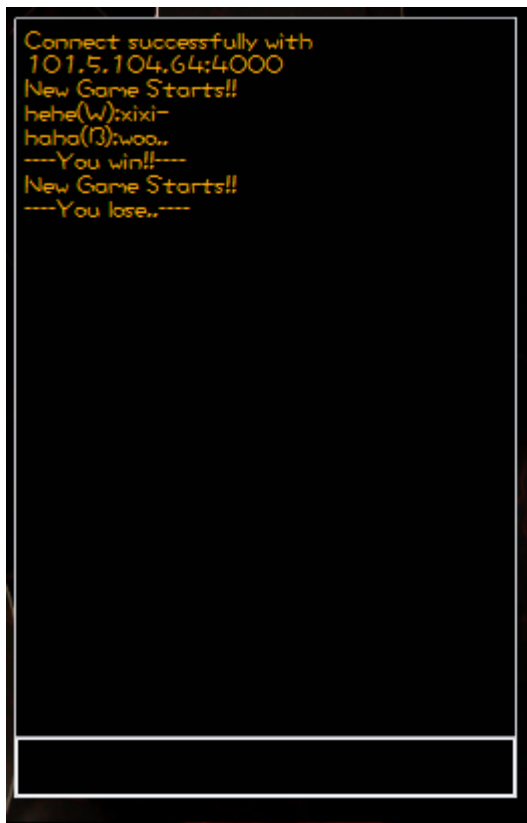 Connect successfully with
101.5.104.64:4000
New Game Starts!!
hehe(W):xixi~
haha(B):woo..
----You win!!----
New Game Starts!!
----You lose..----